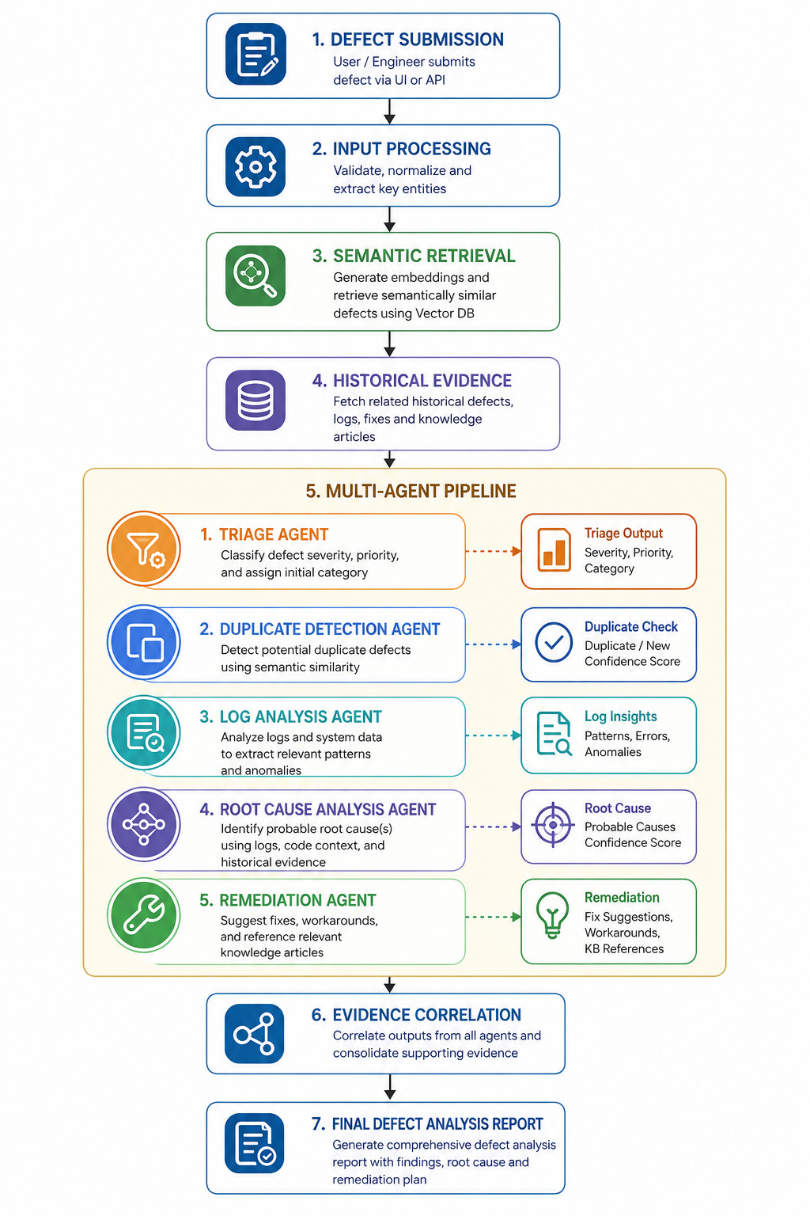 1. DEFECT SUBMISSION
User / Engineer submits
defect via UI or API
2. INPUT PROCESSING
Validate, normalize and
extract key entities
3. SEMANTIC RETRIEVAL
Generate embeddings and
retrieve semantically similar
defects using Vector DB
4. HISTORICAL EVIDENCE
Fetch related historical defects,
logs, fixes and knowledge
articles
5. MULTI-AGENT PIPELINE
1. TRIAGE AGENT
Classify defect severity, priority,
and assign initial category
Triage Output
Severity, Priority,
Category
2. DUPLICATE DETECTION AGENT
Detect potential duplicate defects
using semantic similarity
Duplicate Check
Duplicate / New
Confidence Score
3. LOG ANALYSIS AGENT
Analyze logs and system data
to extract relevant patterns
and anomalies
Log Insights
Patterns, Errors,
Anomalies
4. ROOT CAUSE ANALYSIS AGENT
Identify probable root cause(s)
using logs, code context, and
historical evidence
Root Cause
Probable Causes
Confidence Score
5. REMEDIATION AGENT
Suggest fixes, workarounds,
and reference relevant
knowledge articles
Remediation
Fix Suggestions,
Workarounds,
KB References
6. EVIDENCE CORRELATION
Correlate outputs from all agents and
consolidate supporting evidence
7. FINAL DEFECT ANALYSIS REPORT
Generate comprehensive defect analysis
report with findings, root cause and
remediation plan